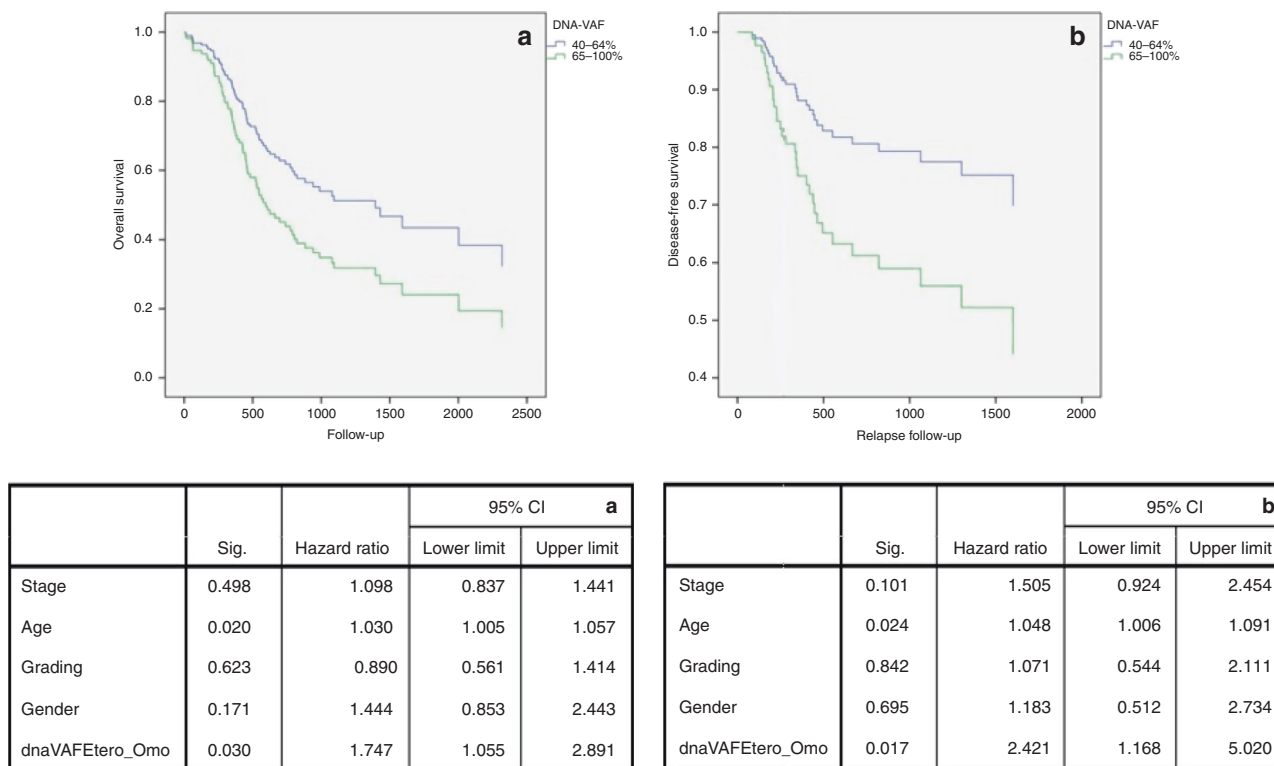 a
DNA-VAF
40–64%
65–100%
1.0
0.8
0.6
0.4
0.2
0.0
Overall survival
0 500 1000 1500 2000 2500
Follow-up
b
DNA-VAF
40–64%
65–100%
1.0
0.9
0.8
0.7
0.6
0.5
0.4
Disease-free survival
0 500 1000 1500 2000
Relapse follow-up
95% CI a
Sig. Hazard ratio Lower limit Upper limit
Stage 0.498 1.098 0.837 1.441
Age 0.020 1.030 1.005 1.057
Grading 0.623 0.890 0.561 1.414
Gender 0.171 1.444 0.853 2.443
dnaVAFEtero_Omo 0.030 1.747 1.055 2.891
95% CI b
Sig. Hazard ratio Lower limit Upper limit
Stage 0.101 1.505 0.924 2.454
Age 0.024 1.048 1.006 1.091
Grading 0.842 1.071 0.544 2.111
Gender 0.695 1.183 0.512 2.734
dnaVAFEtero_Omo 0.017 2.421 1.168 5.020